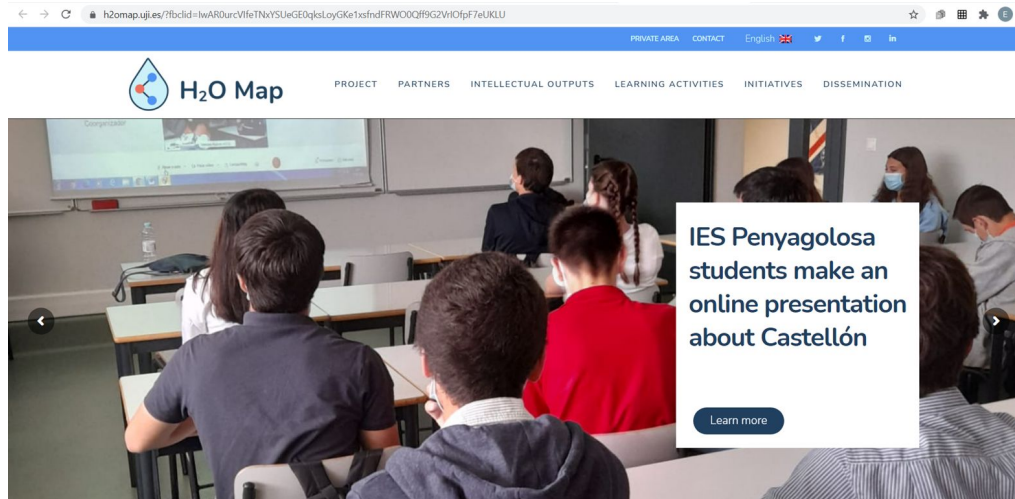 h2omap.uji.es/?fbclid=IwAR0urcVIfeTNxYSUeGE0qksLoyGKe1xsfndFRWO0Qff9G2VrIOfpF7eUKLU
E
PRIVATE AREA CONTACT English
H₂O Map
PROJECT PARTNERS INTELLECTUAL OUTPUTS LEARNING ACTIVITIES INITIATIVES DISSEMINATION
Coorganizador
IES Penyagolosa
students make an
online presentation
about Castellón
Learn more